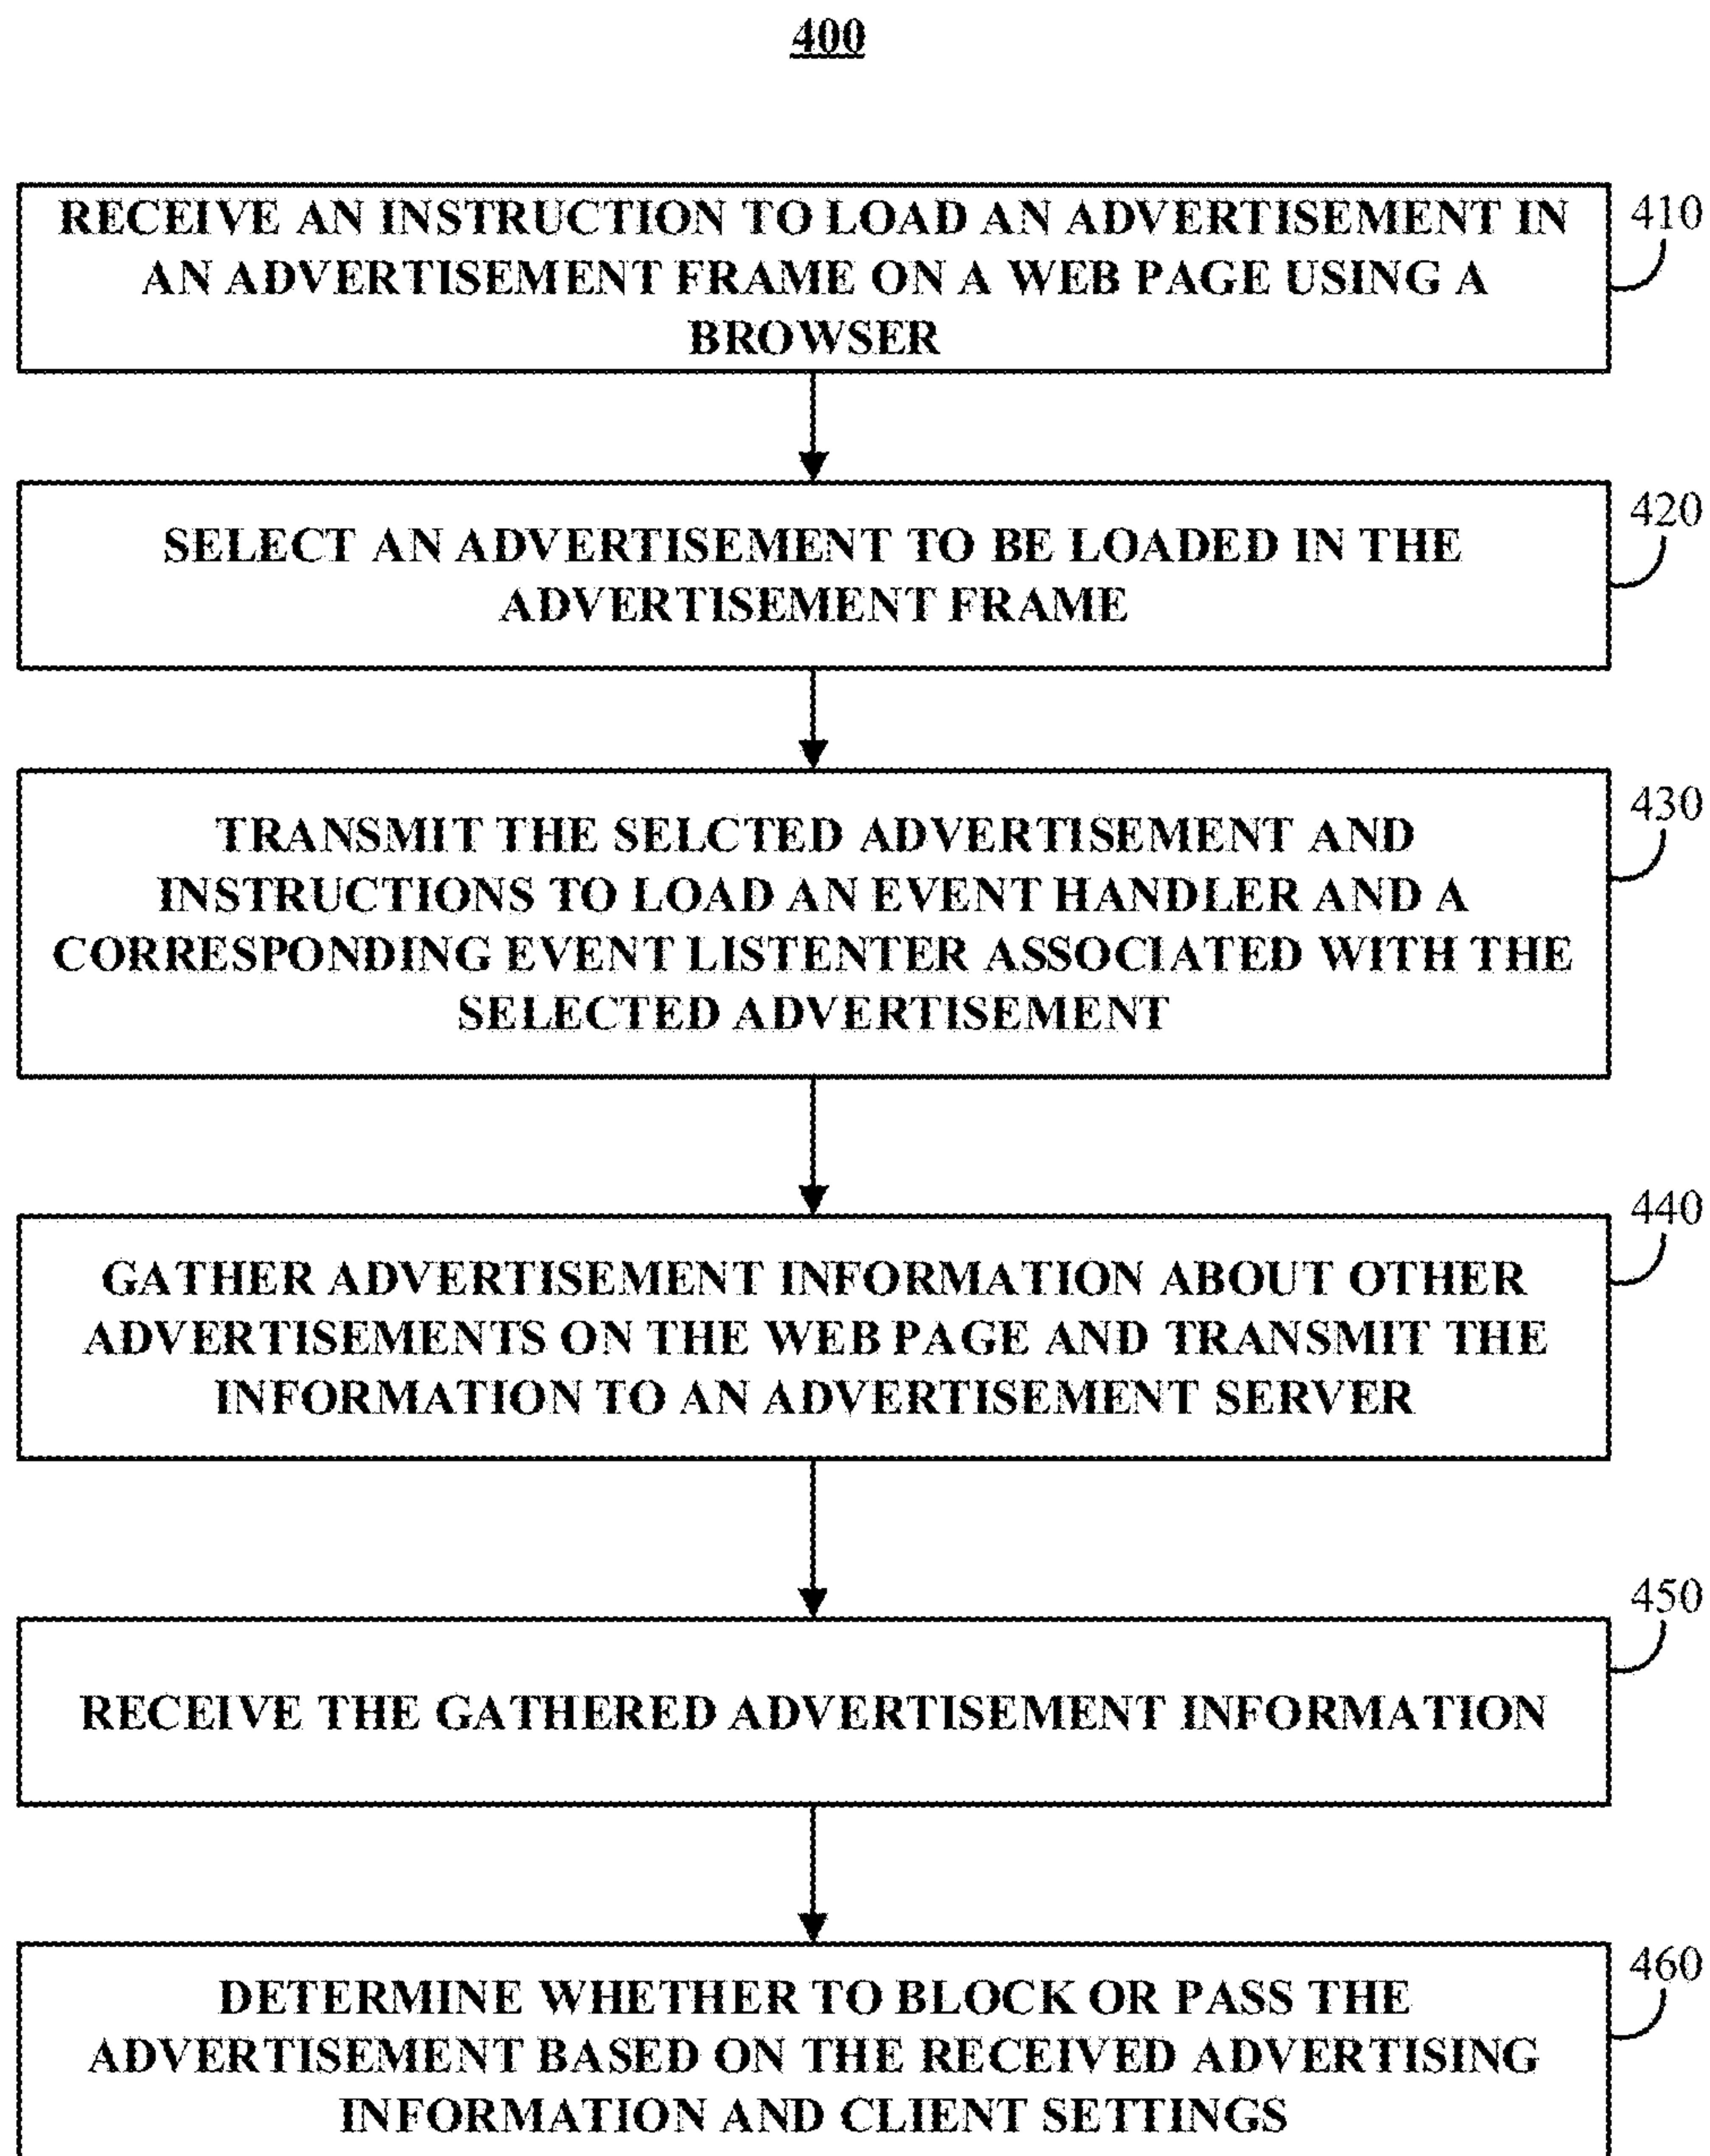 400
RECEIVE AN INSTRUCTION TO LOAD AN ADVERTISEMENT IN
AN ADVERTISEMENT FRAME ON A WEB PAGE USING A
BROWSER
410
SELECT AN ADVERTISEMENT TO BE LOADED IN THE
ADVERTISEMENT FRAME
420
TRANSMIT THE SELCTED ADVERTISEMENT AND
INSTRUCTIONS TO LOAD AN EVENT HANDLER AND A
CORRESPONDING EVENT LISTENTER ASSOCIATED WITH THE
SELECTED ADVERTISEMENT
430
GATHER ADVERTISEMENT INFORMATION ABOUT OTHER
ADVERTISEMENTS ON THE WEB PAGE AND TRANSMIT THE
INFORMATION TO AN ADVERTISEMENT SERVER
440
RECEIVE THE GATHERED ADVERTISEMENT INFORMATION
450
DETERMINE WHETHER TO BLOCK OR PASS THE
ADVERTISEMENT BASED ON THE RECEIVED ADVERTISING
INFORMATION AND CLIENT SETTINGS
460